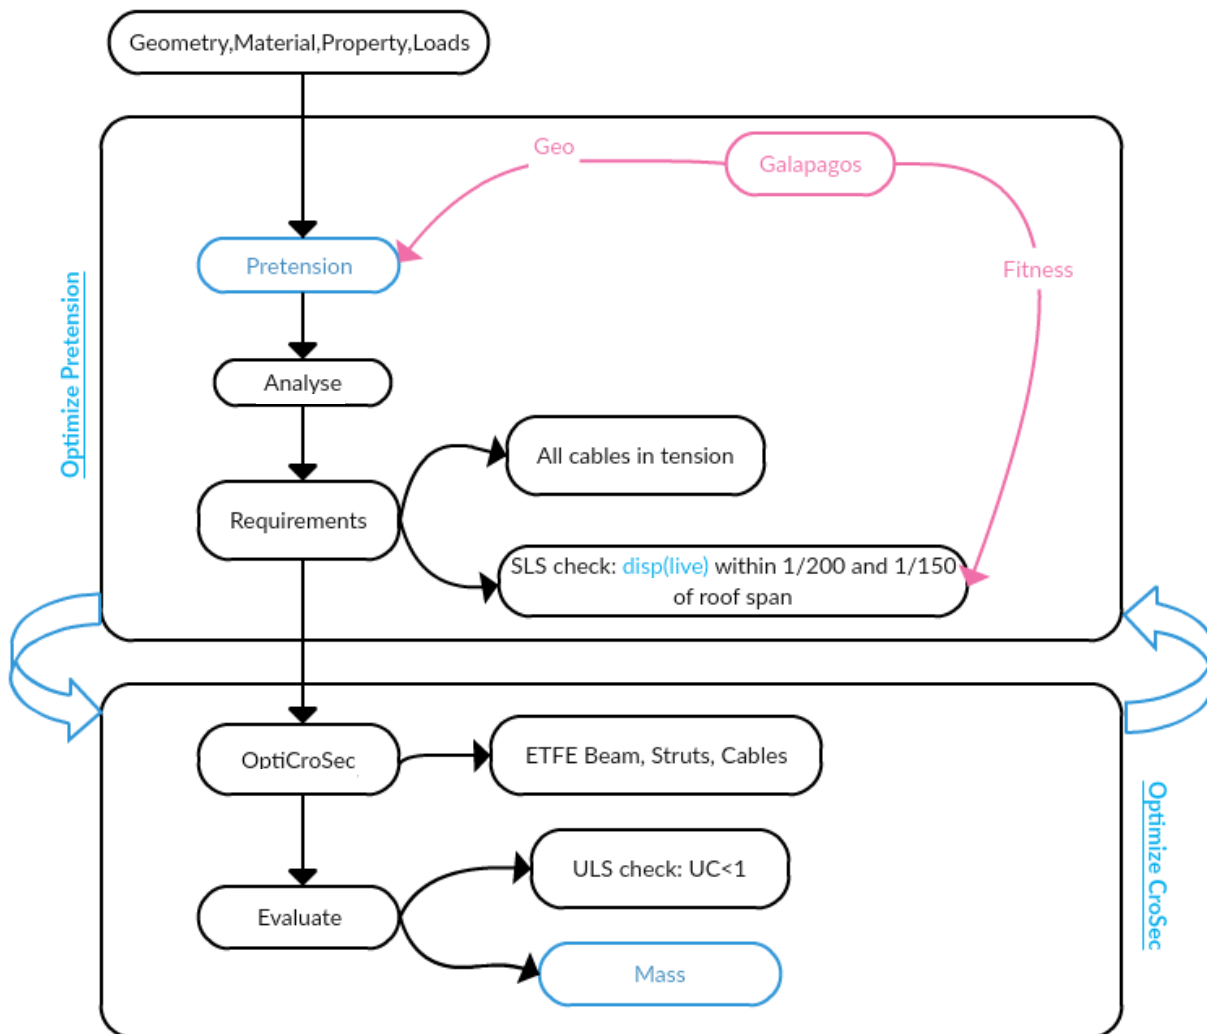 Geometry,Material,Property,Loads
Geo
Galapagos
Pretension
Fitness
Optimize Pretension
Analyse
All cables in tension
Requirements
SLS check: disp(live) within 1/200 and 1/150
of roof span
OptiCroSec
ETFE Beam, Struts, Cables
Optimize CroSec
ULS check: UC<1
Evaluate
Mass